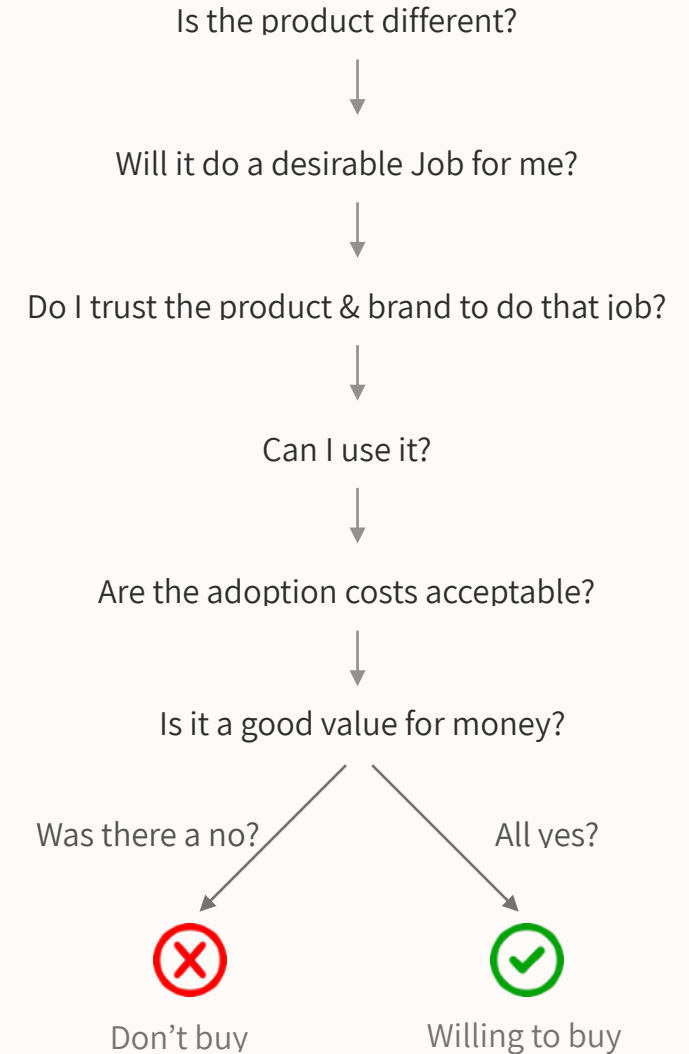 Is the product different?
Will it do a desirable Job for me?
Do I trust the product & brand to do that job?
Can I use it?
Are the adoption costs acceptable?
Is it a good value for money?
Was there a no?
All yes?
Don't buy
Willing to buy